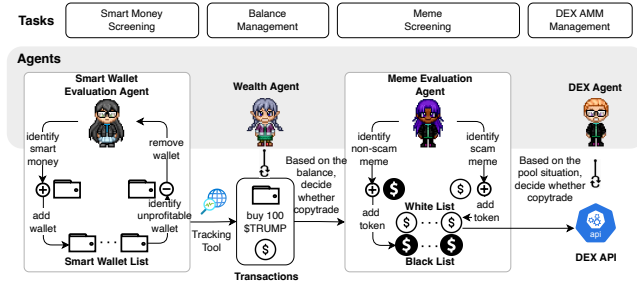 Tasks
Smart Money
Screening
Balance
Management
Meme
Screening
DEX AMM
Management
Agents
Smart Wallet
Evaluation Agent
Wealth Agent
Meme Evaluation
Agent
DEX Agent
identify
smart
money
remove
wallet
add
wallet
identify
unprofitable
wallet
Smart Wallet List
Tracking
Tool
buy 100
$TRUMP
$
Transactions
Based on the
balance,
decide
whether
copytrade
identify
non-scam
meme
identify
scam
meme
$
$
add
token
add
token
White List
$ $
$ $
Black List
Based on the
pool situation,
decide whether
copytrade
api
DEX API